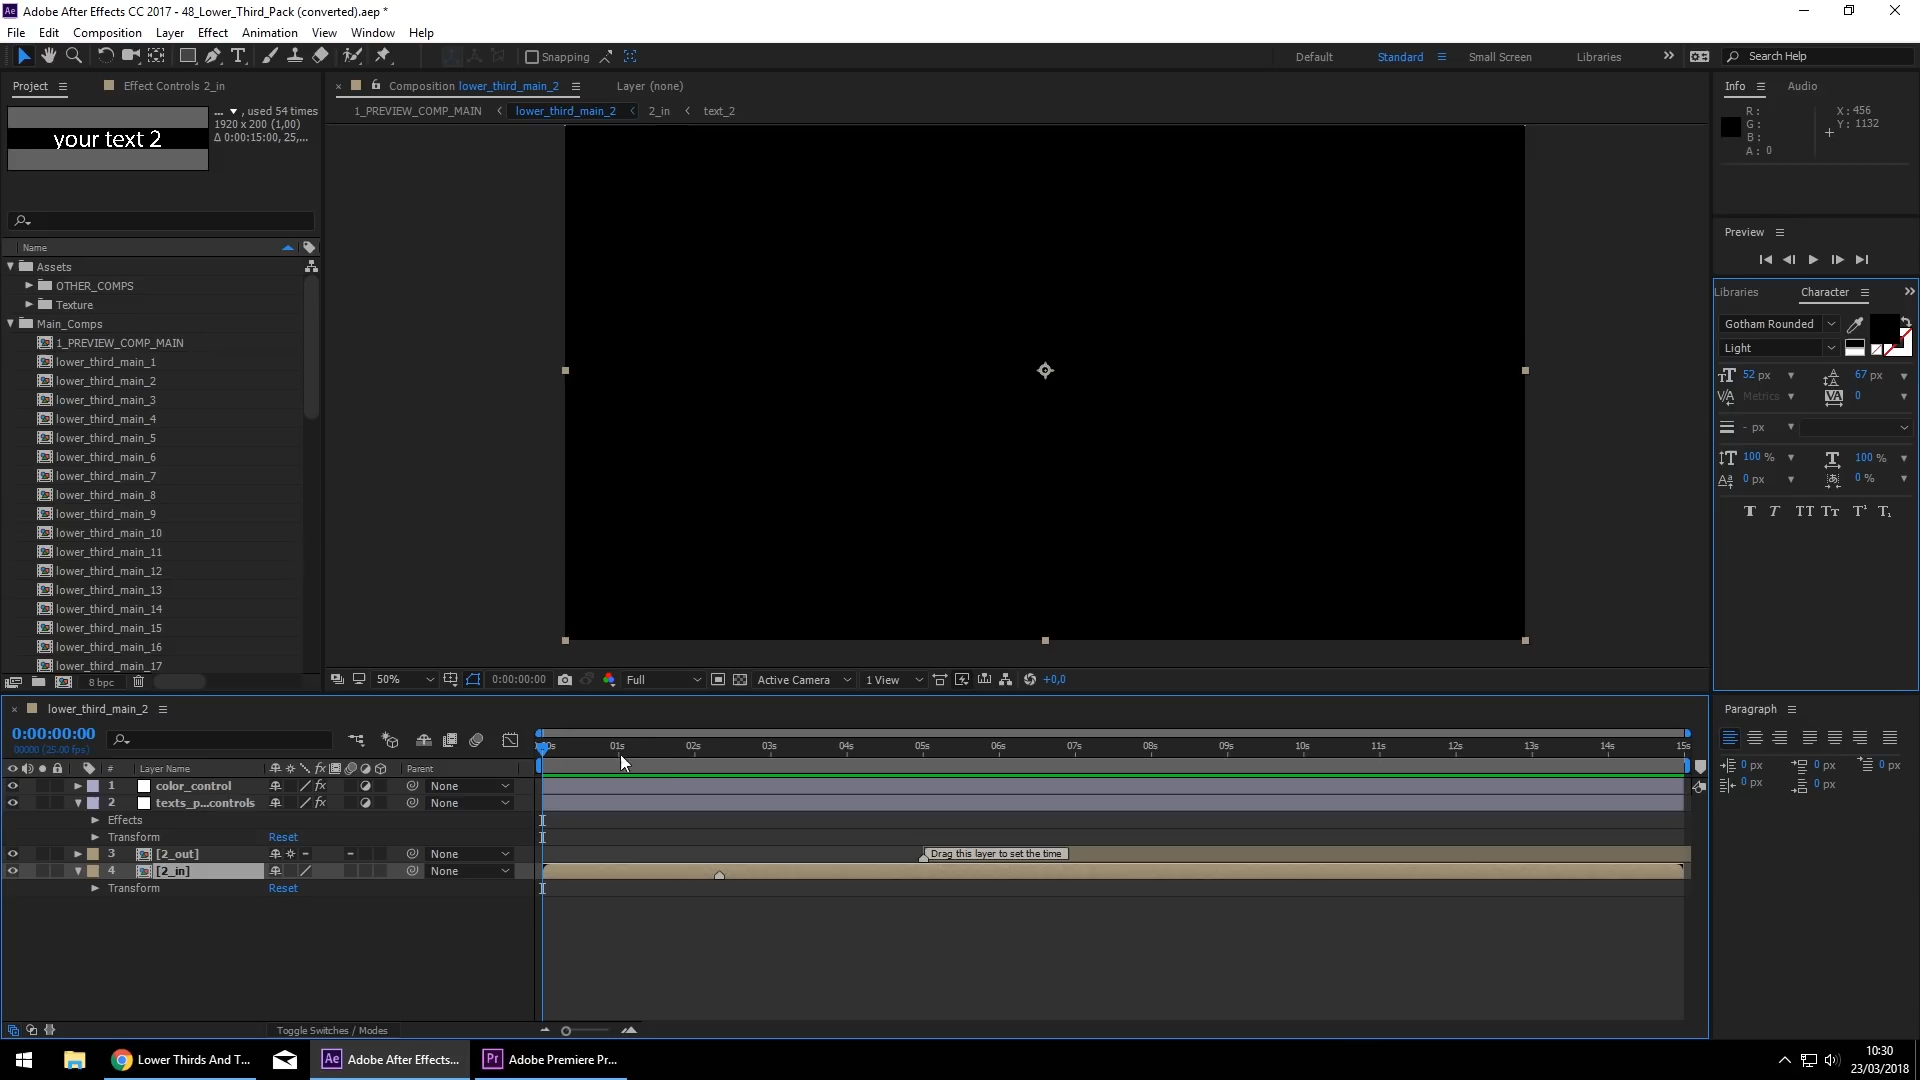 Adobe After Effects CC 2017 - 48_Lower_Third_Pack (converted).aep *
File Edit Composition Layer Effect Animation View Window Help
Snapping
Default Standard Small Screen Libraries
Search Help
Project
Effect Controls 2_in
... , used 54 times
1920 x 200 (1,00)
Δ 0:00:15:00, 25,...
your text 2
Name
Assets
OTHER_COMPS
Texture
Main_Comps
1_PREVIEW_COMP_MAIN
lower_third_main_1
lower_third_main_2
lower_third_main_3
lower_third_main_4
lower_third_main_5
lower_third_main_6
lower_third_main_7
lower_third_main_8
lower_third_main_9
lower_third_main_10
lower_third_main_11
lower_third_main_12
lower_third_main_13
lower_third_main_14
lower_third_main_15
lower_third_main_16
lower_third_main_17
8 bpc
Composition lower_third_main_2
Layer (none)
1_PREVIEW_COMP_MAIN lower_third_main_2 2_in text_2
50% 0:00:00:00 Full Active Camera 1 View +0,0
Info Audio
R: X: 456
G: Y: 1132
B:
A: 0
Preview
Libraries Character
Gotham Rounded
Light
52 px 67 px
Metrics 0
- px
100 % 100 %
0 px 0 %
lower_third_main_2
0:00:00:00
00000 (25.00 fps)
# Layer Name Parent
1 color_control None
2 texts_p...controls None
Effects
Transform Reset
3 [2_out] None
4 [2_in] None
Transform Reset
01s 02s 03s 04s 05s 06s 07s 08s 09s 10s 11s 12s 13s 14s 15s
Drag this layer to set the time
Toggle Switches / Modes
Paragraph
0 px 0 px 0 px
0 px 0 px
Lower Thirds And T...
Adobe After Effects...
Adobe Premiere Pr...
10:30
23/03/2018